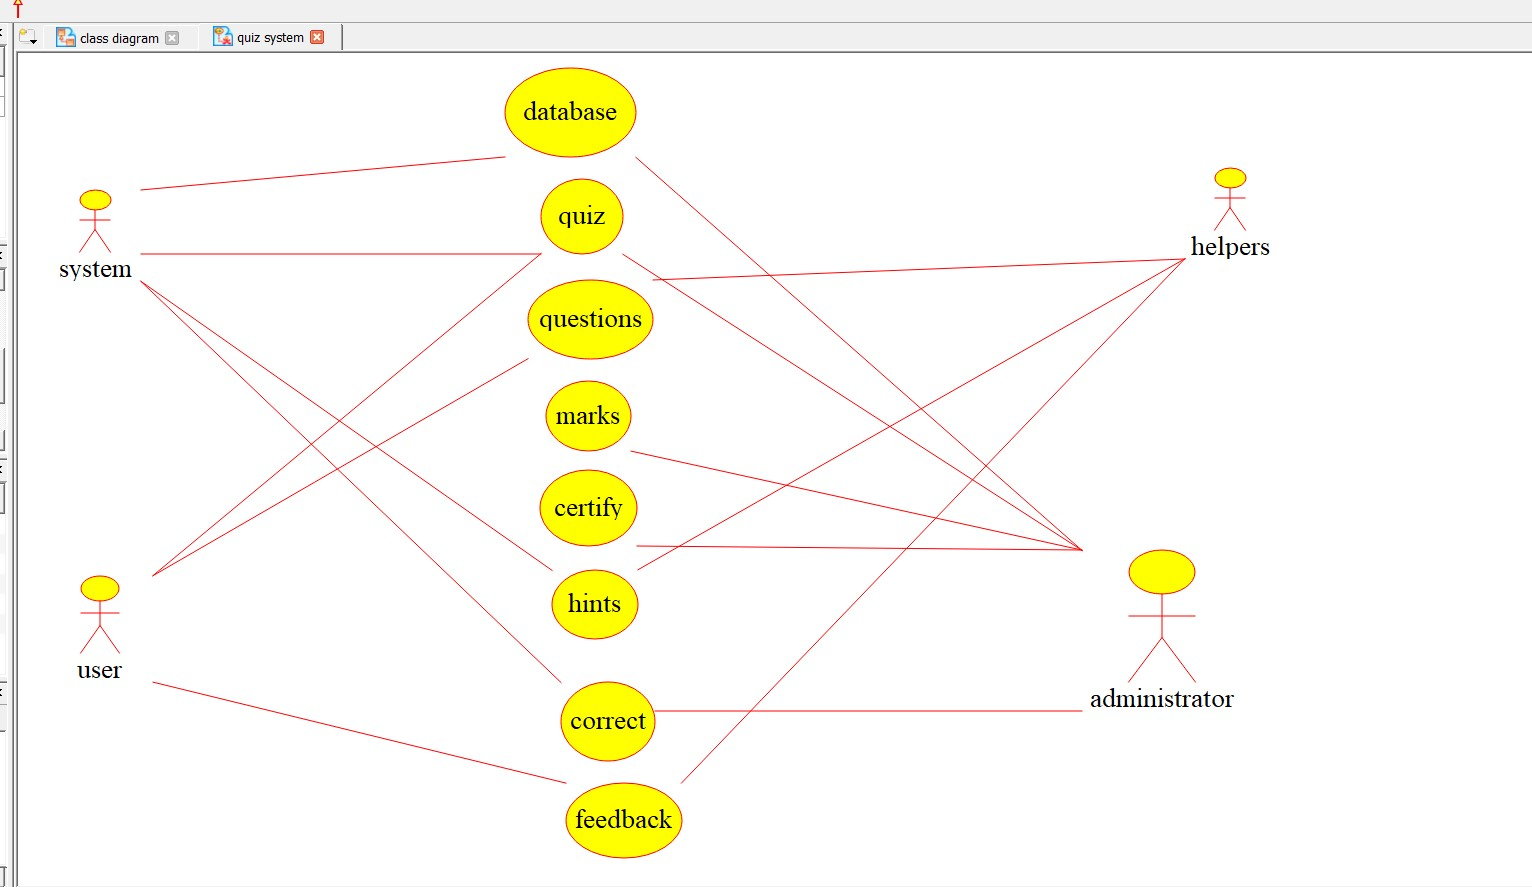 class diagram
quiz system
database
quiz
helpers
system
questions
marks
certify
hints
user
administrator
correct
feedback